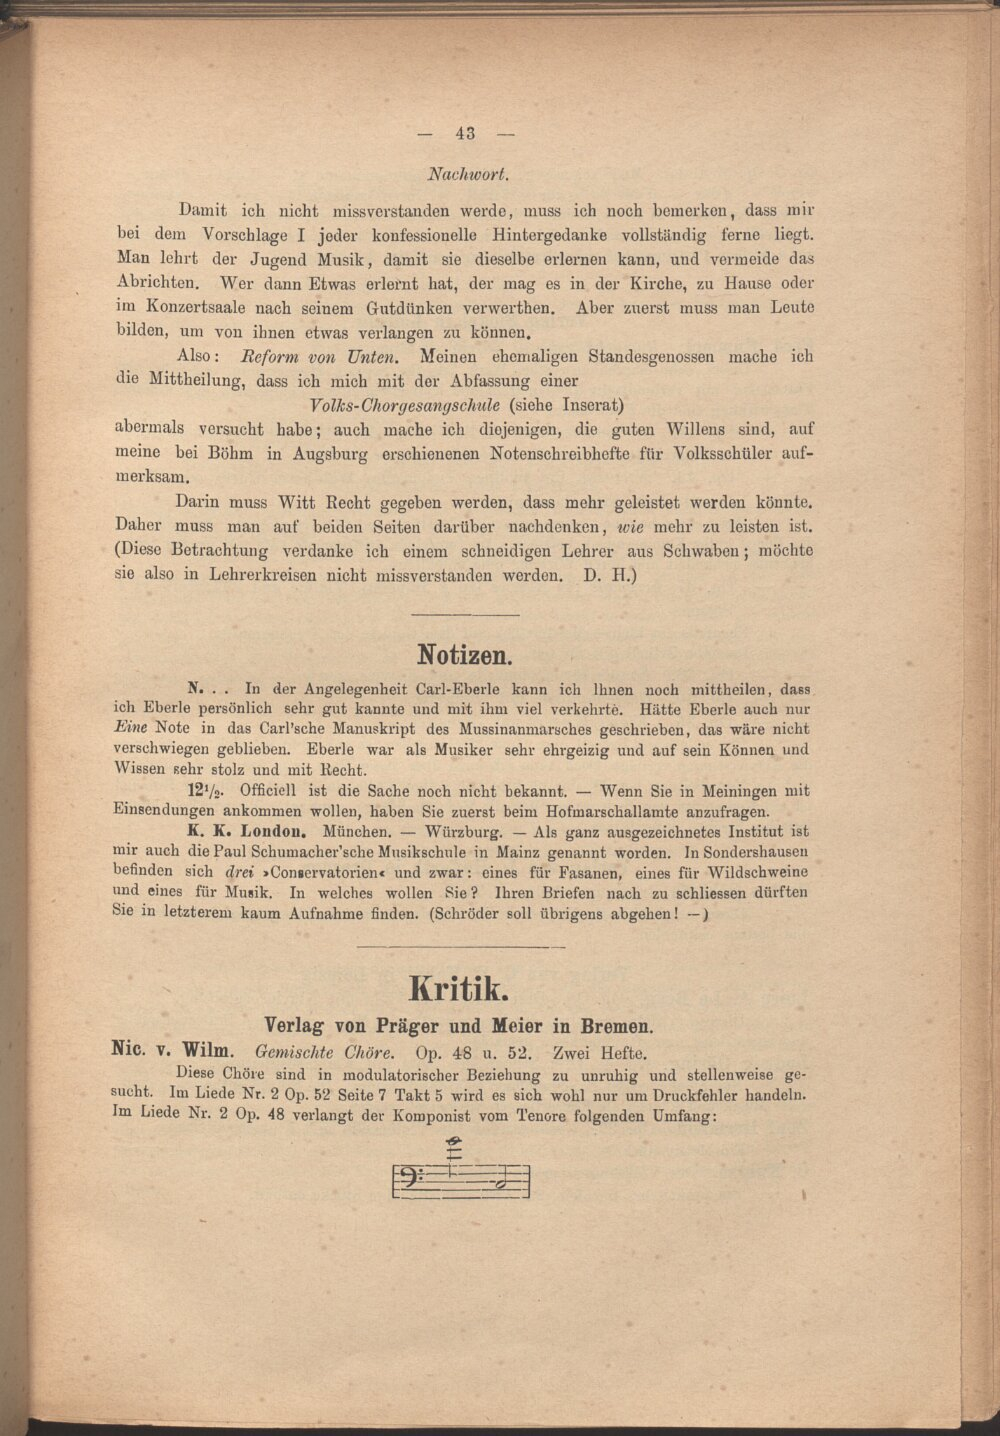 — 43 —
Nachwort.
Damit ich nicht missverstanden werde, muss ich noch bemerken, dass mir
bei dem Vorschlage I jeder konfessionelle Hintergedanke vollständig ferne liegt.
Man lehrt der Jugend Musik, damit sie dieselbe erlernen kann, und vermeide das
Abrichten. Wer dann Etwas erlernt hat, der mag es in der Kirche, zu Hause oder
im Konzertsaale nach seinem Gutdünken verwerthen. Aber zuerst muss man Leute
bilden, um von ihnen etwas verlangen zu können.
Also: Reform von Unten. Meinen ehemaligen Standesgenossen mache ich
die Mittheilung, dass ich mich mit der Abfassung einer
Volks-Chorgesangschule (siehe Inserat)
abermals versucht habe; auch mache ich diejenigen, die guten Willens sind, auf
meine bei Böhm in Augsburg erschienenen Notenschreibhefte für Volksschüler auf-
merksam.
Darin muss Witt Recht gegeben werden, dass mehr geleistet werden könnte.
Daher muss man auf beiden Seiten darüber nachdenken, wie mehr zu leisten ist.
(Diese Betrachtung verdanke ich einem schneidigen Lehrer aus Schwaben; möchte
sie also in Lehrerkreisen nicht missverstanden werden. D. H.)
Notizen.
N. . . In der Angelegenheit Carl-Eberle kann ich Ihnen noch mittheilen, dass
ich Eberle persönlich sehr gut kannte und mit ihm viel verkehrte. Hätte Eberle auch nur
Eine Note in das Carl'sche Manuskript des Mussinanmarsches geschrieben, das wäre nicht
verschwiegen geblieben. Eberle war als Musiker sehr ehrgeizig und auf sein Können und
Wissen sehr stolz und mit Recht.
12½. Officiell ist die Sache noch nicht bekannt. — Wenn Sie in Meiningen mit
Einsendungen ankommen wollen, haben Sie zuerst beim Hofmarschallamte anzufragen.
K. K. London. München. — Würzburg. — Als ganz ausgezeichnetes Institut ist
mir auch die Paul Schumacher'sche Musikschule in Mainz genannt worden. In Sondershausen
befinden sich drei »Conservatorien« und zwar: eines für Fasanen, eines für Wildschweine
und eines für Musik. In welches wollen Sie? Ihren Briefen nach zu schliessen dürften
Sie in letzterem kaum Aufnahme finden. (Schröder soll übrigens abgehen! —)
Kritik.
Verlag von Präger und Meier in Bremen.
Nic. v. Wilm. Gemischte Chöre. Op. 48 u. 52. Zwei Hefte.
Diese Chöre sind in modulatorischer Beziehung zu unruhig und stellenweise ge-
sucht. Im Liede Nr. 2 Op. 52 Seite 7 Takt 5 wird es sich wohl nur um Druckfehler handeln.
Im Liede Nr. 2 Op. 48 verlangt der Komponist vom Tenore folgenden Umfang: